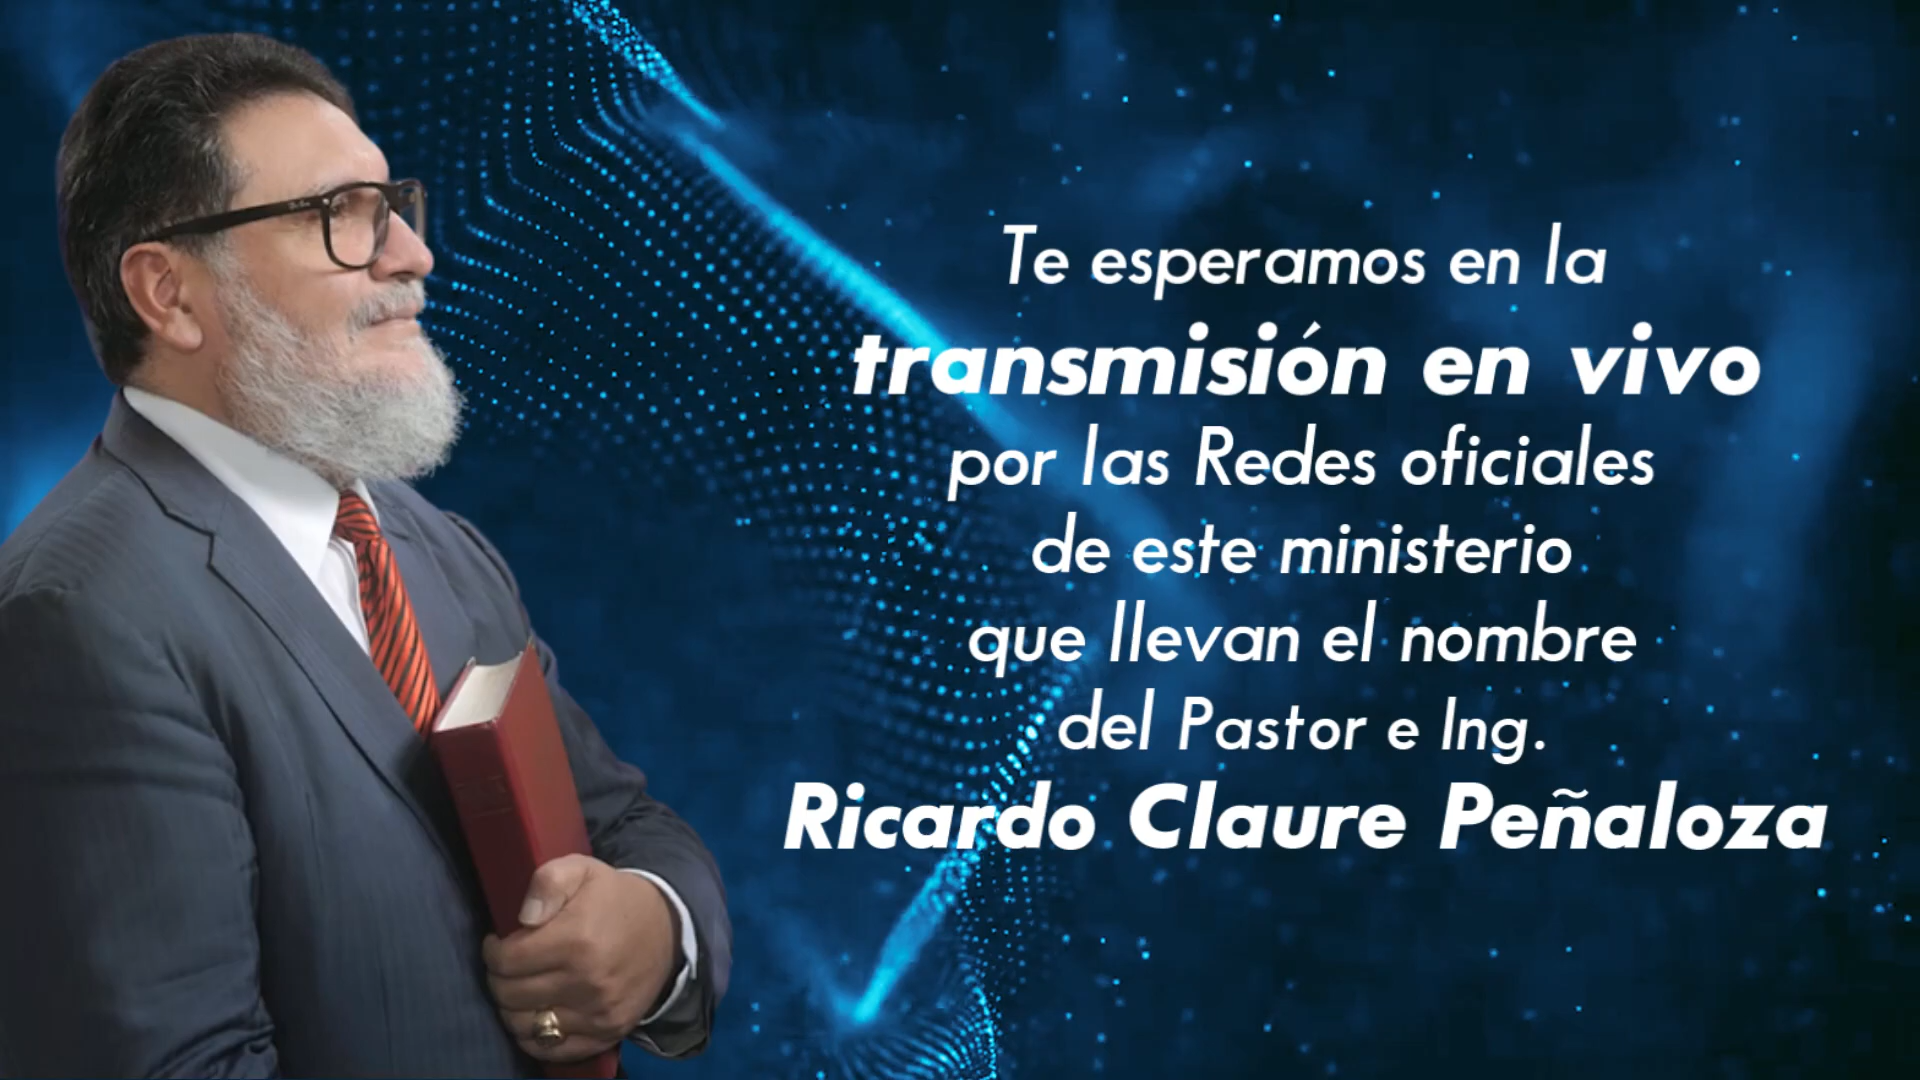 Te esperamos en la
transmisión en vivo
por las Redes oficiales
de este ministerio
que llevan el nombre
del Pastor e Ing.
Ricardo Claure Peñaloza